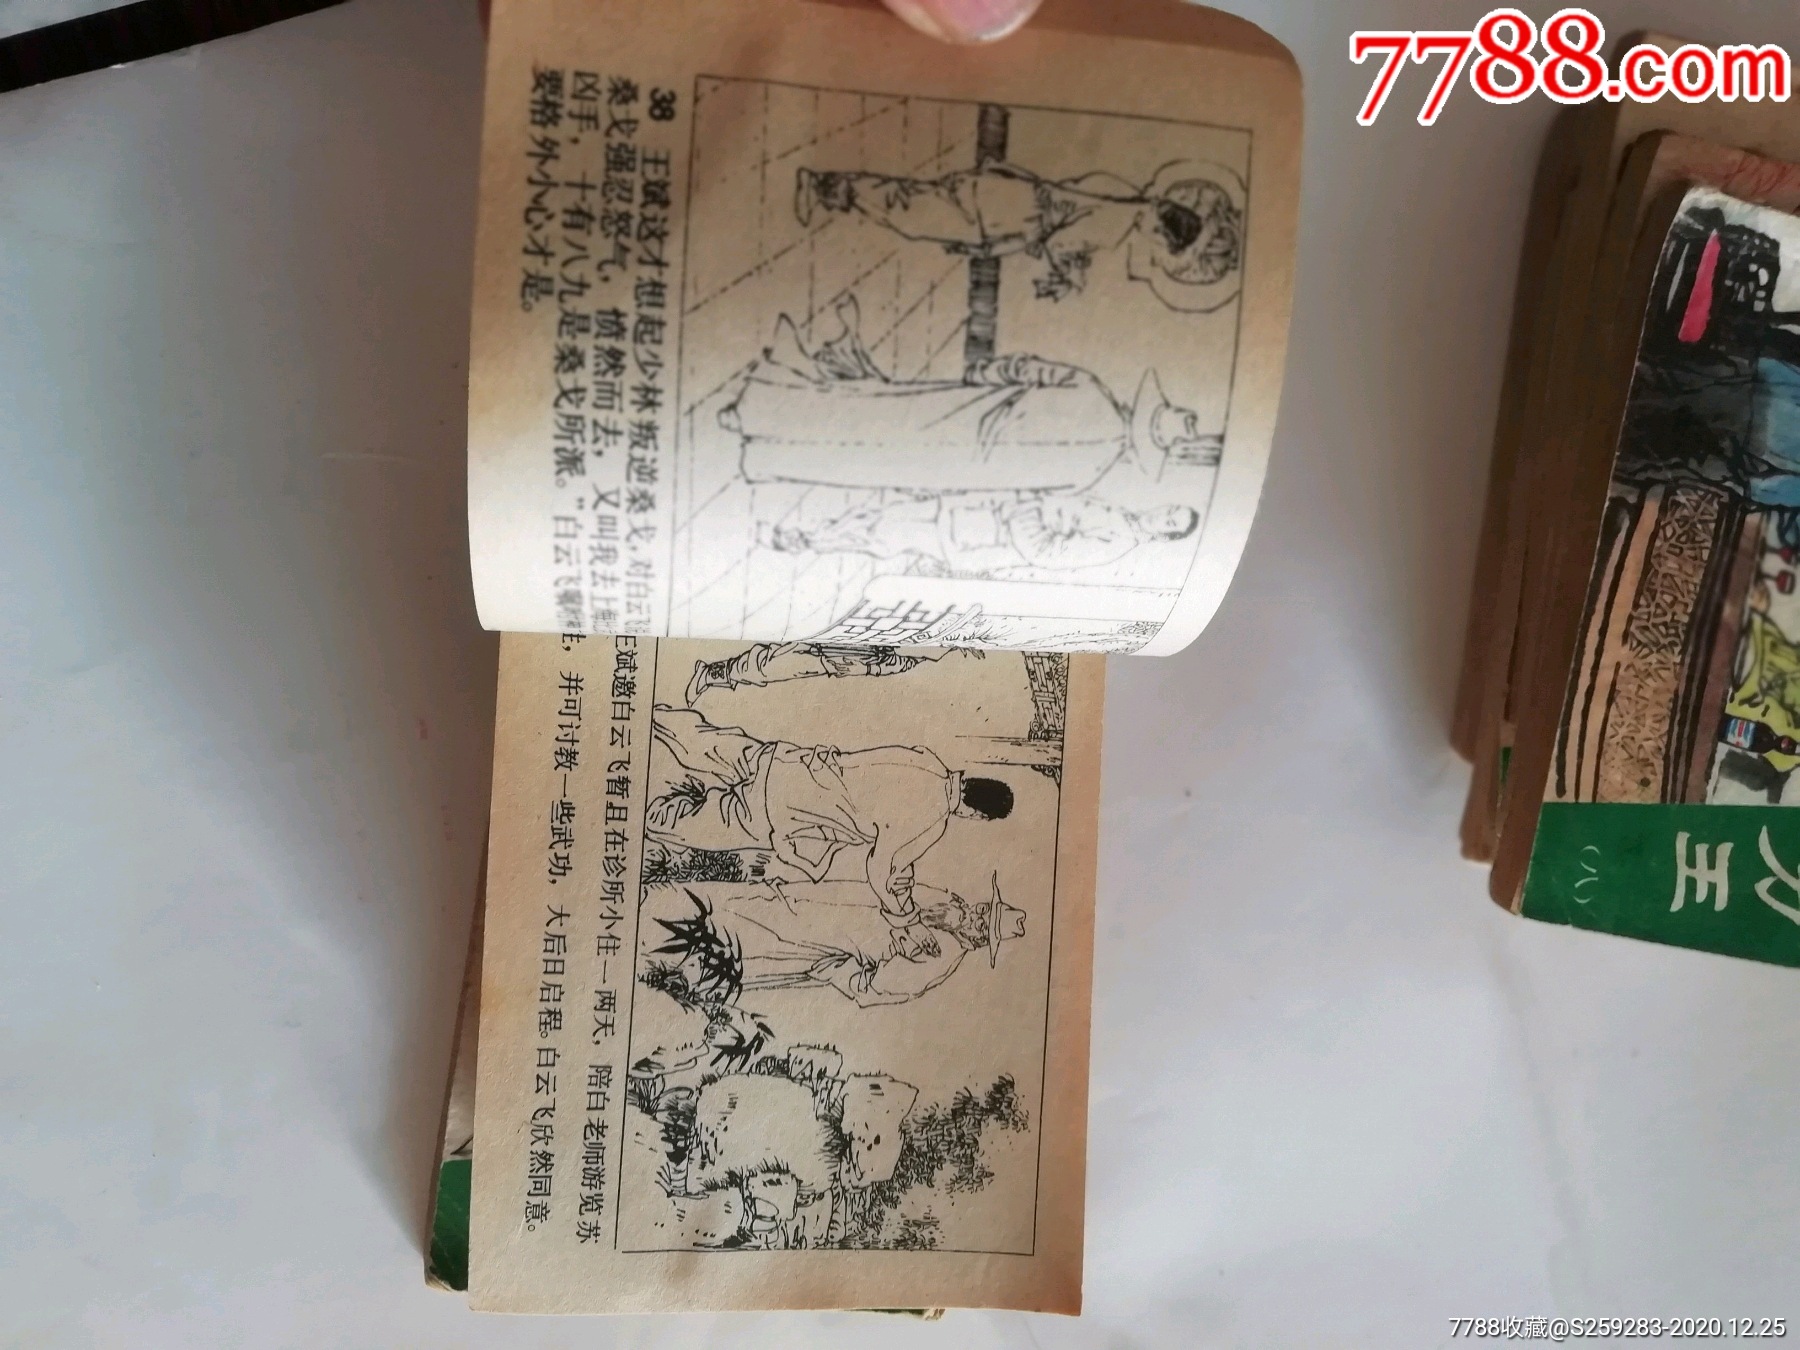 7788.com
38 王斌这才想起少林叛逆桑戈,对白云飞
桑戈强忍怒气,愤然而去,又叫我去上海
凶手,十有八九是桑戈所派。"白云飞
要格外小心才是。
王斌邀白云飞暂且在诊所小住一两天,陪白老师游览苏
,并可讨教一些武功,大后日启程。白云飞欣然同意。
王
(八)
7788收藏@S259283-2020.12.25